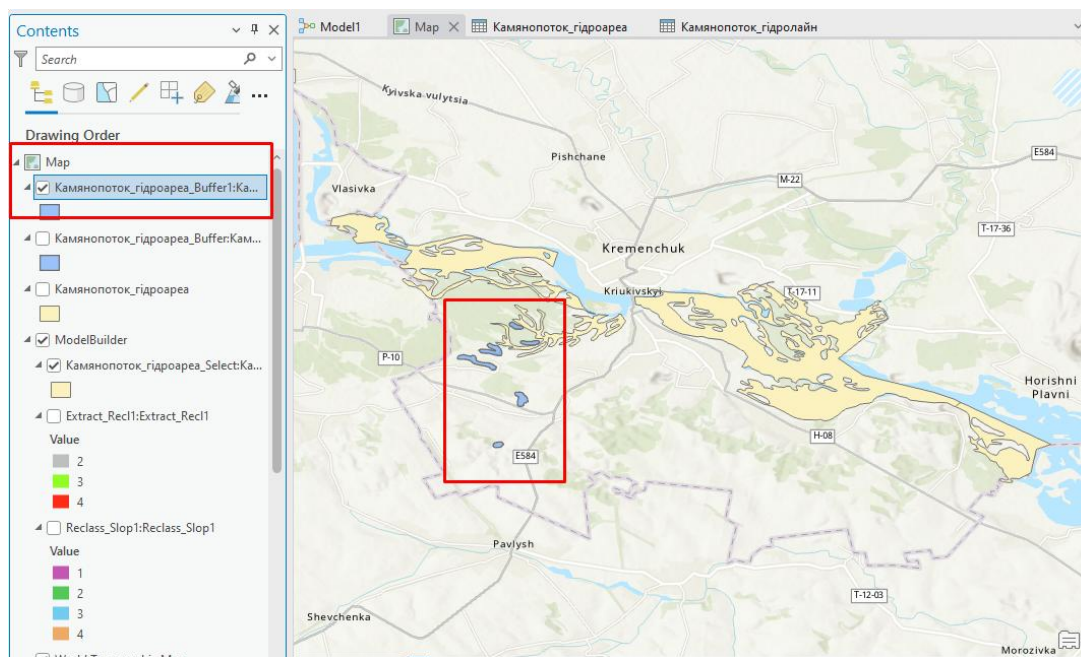 Contents
Search
Drawing Order
Map
Камянопоток_гідроареа_Buffer1:Ка...
Камянопоток_гідроареа_Buffer:Кам...
Камянопоток_гідроареа
ModelBuilder
Камянопоток_гідроареа_Select:Ка...
Extract_Recl1:Extract_Recl1
Value
2
3
4
Reclass_Slop1:Reclass_Slop1
Value
1
2
3
4
Model1
Map
Камянопоток_гідроареа
Камянопоток_гідролайн
Kyivska vulytsia
Pishchane
E584
Vlasivka
M-22
T-17-36
Kremenchuk
Kriukivskyi
T-17-11
P-10
Horishni
Plavni
H-08
E584
Pavlysh
T-12-03
Shevchenka
Morozivka